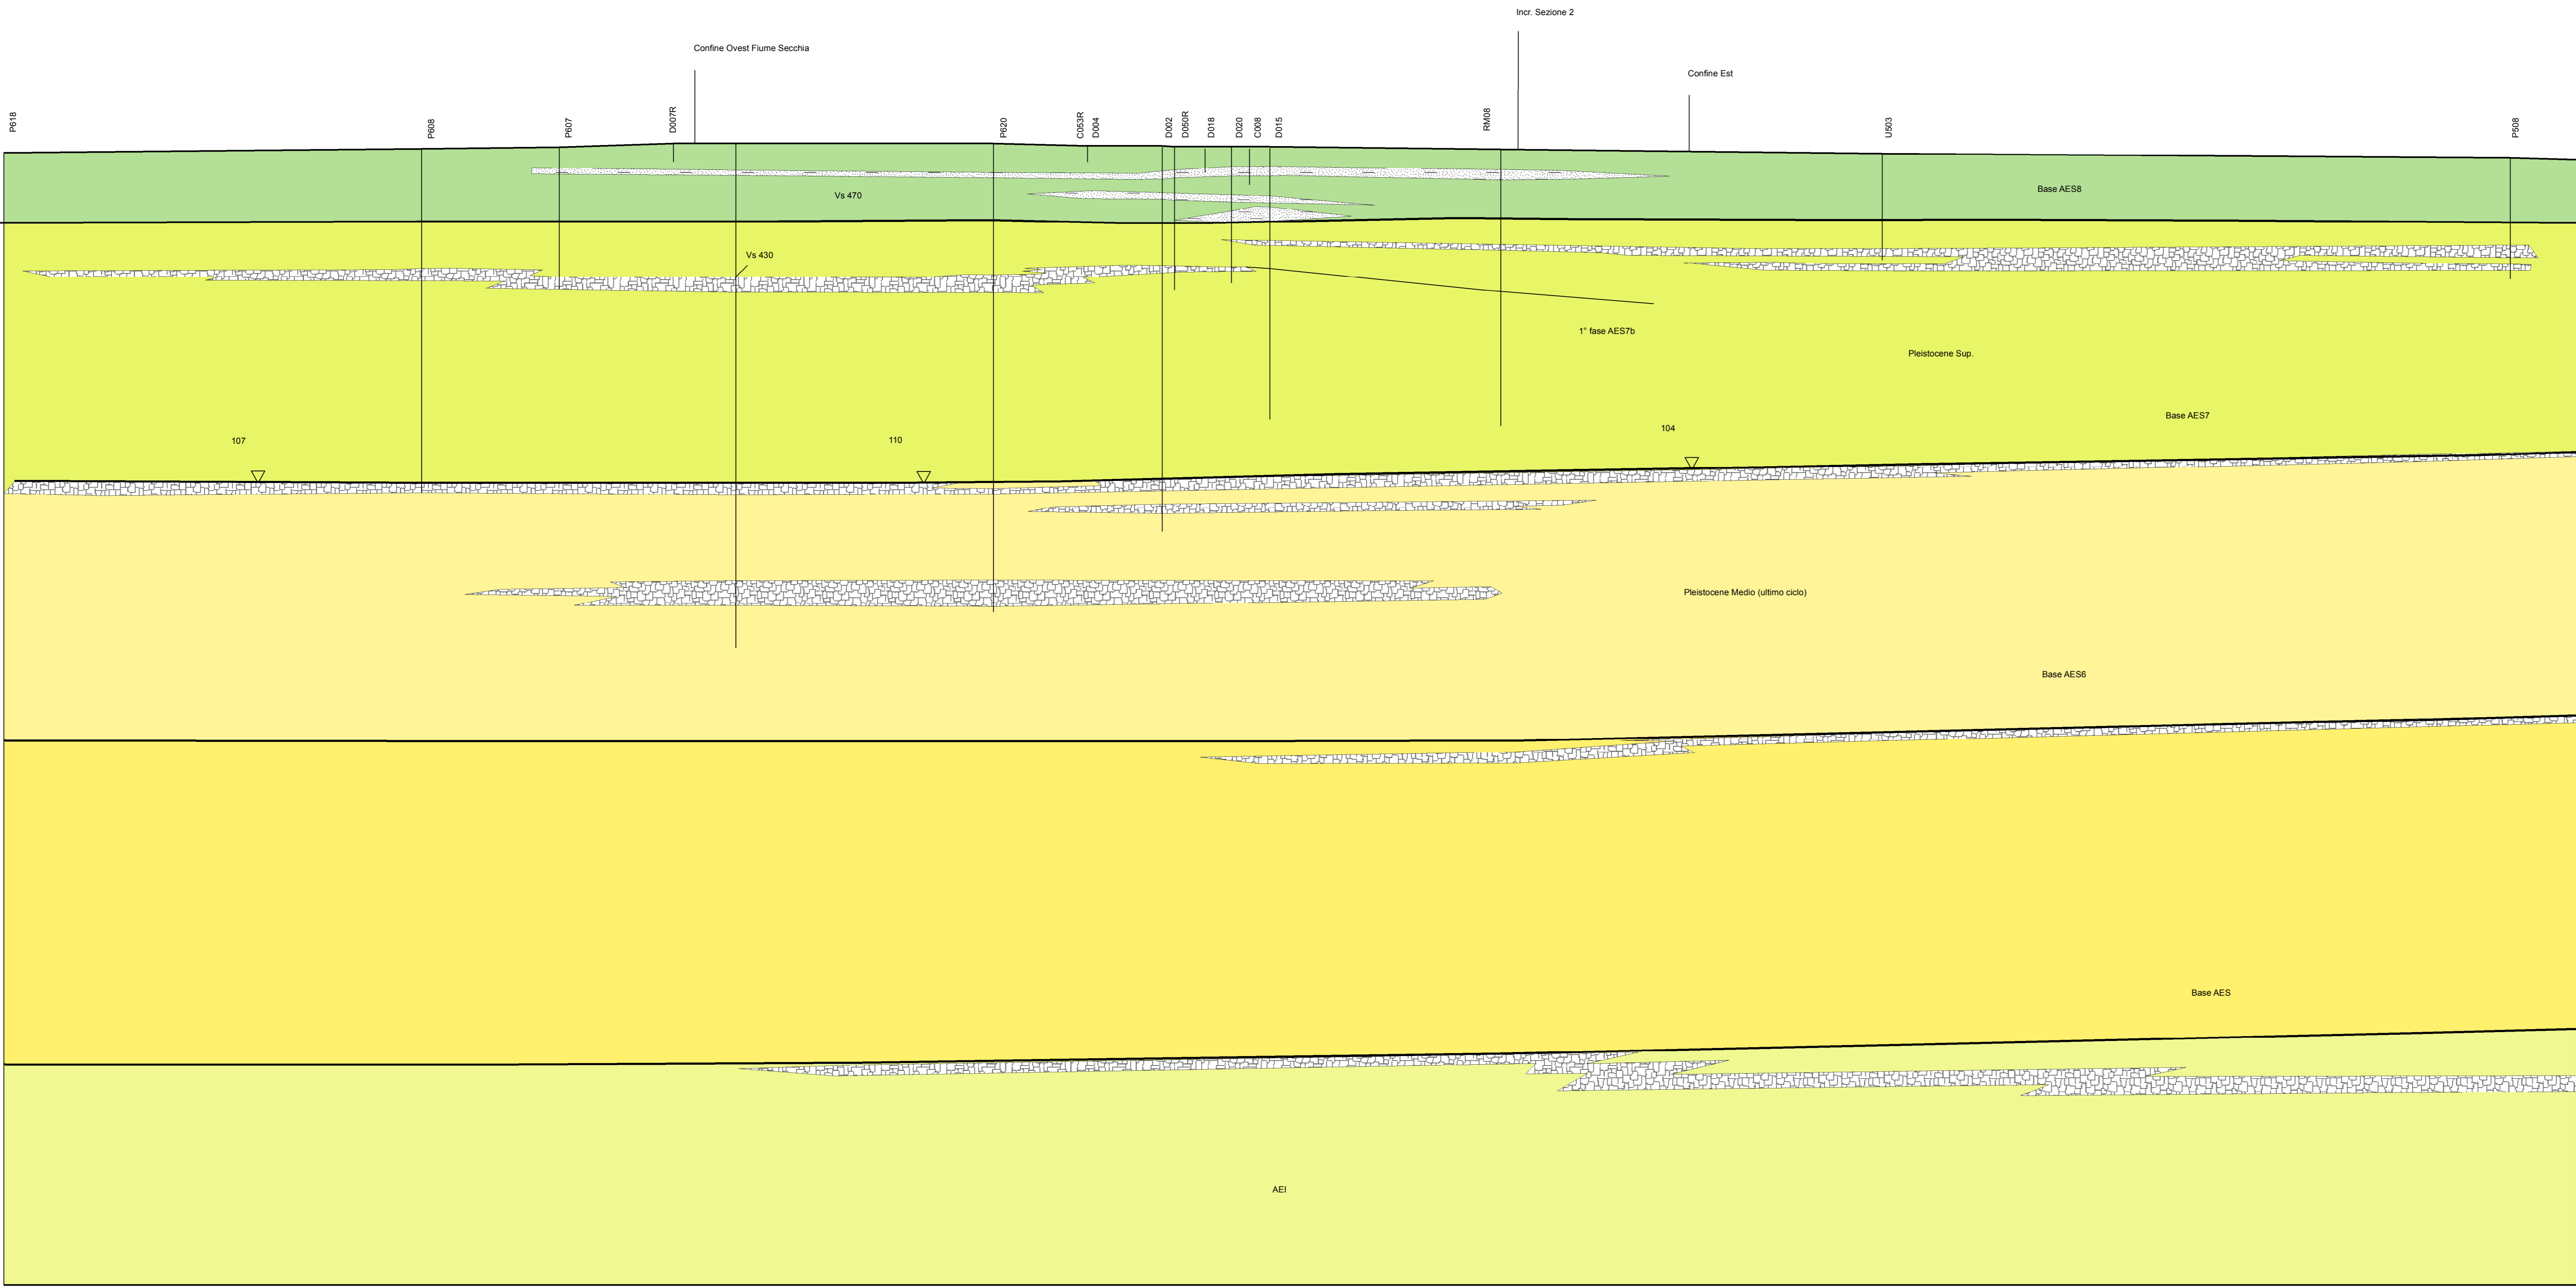 Incr. Sezione 2
Confine Ovest Fiume Secchia
Confine Est
P618
P608
P607
D007R
P620
C053R
D004
D002
D050R
D018
D020
C008
D015
RM08
U503
P508
Vs 470
Base AES8
Vs 430
1° fase AES7b
Pleistocene Sup.
Base AES7
107
110
104
Pleistocene Medio (ultimo ciclo)
Base AES6
Base AES
AEI